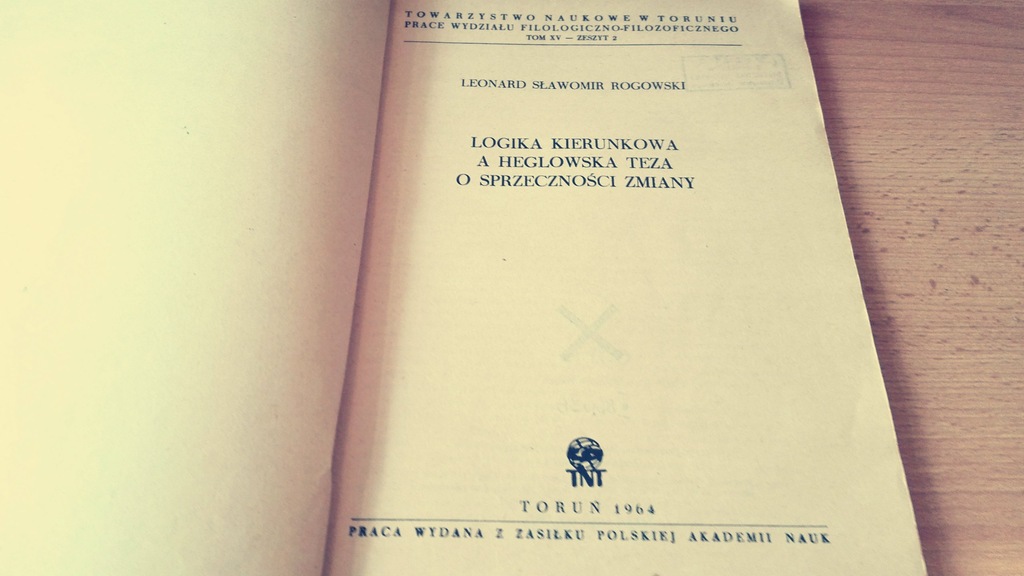 TOWARZYSTWO NAUKOWE W TORUNIU
PRACE WYDZIAŁU FILOLOGICZNO-FILOZOFICZNEGO
TOM XV — ZESZYT 2
LEONARD SŁAWOMIR ROGOWSKI
LOGIKA KIERUNKOWA
A HEGLOWSKA TEZA
O SPRZECZNOŚCI ZMIANY
TNT
TORUŃ 1964
PRACA WYDANA Z ZASIŁKU POLSKIEJ AKADEMII NAUK